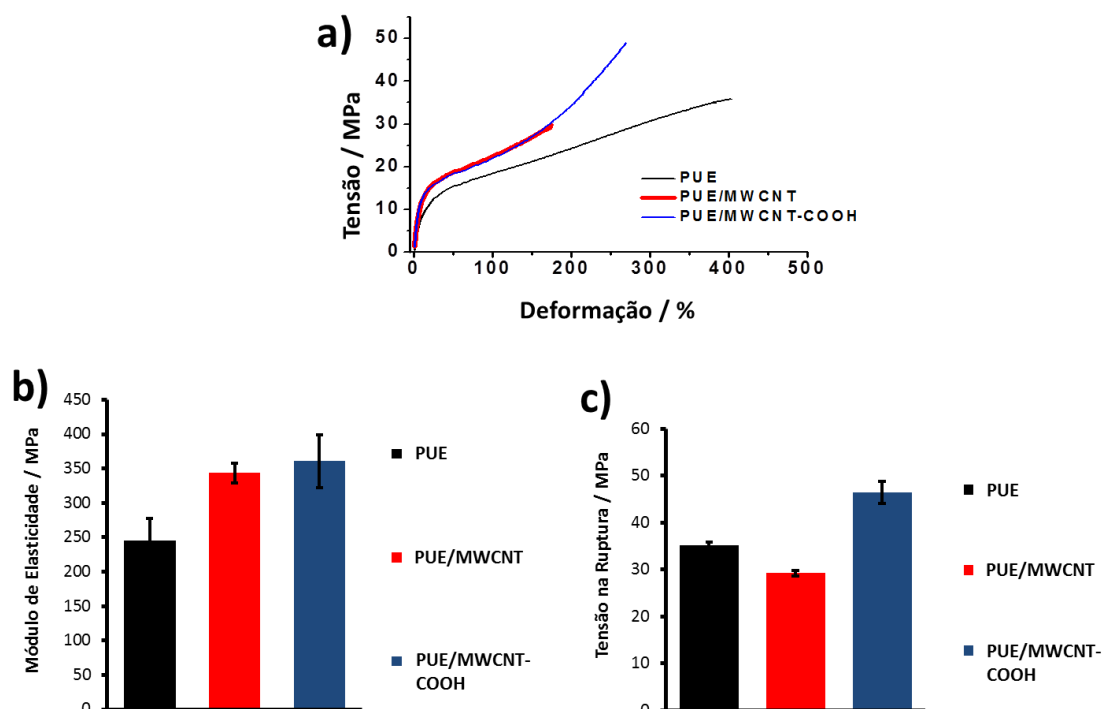 a)
Tensão / MPa
50
40
30
20
10
0
PUE
PUE/MWCNT
PUE/MWCNT-COOH
0 100 200 300 400 500
Deformação / %
b)
Módulo de Elasticidade / MPa
450
400
350
300
250
200
150
100
50
0
PUE
PUE/MWCNT
PUE/MWCNT-
COOH
c)
Tensão na Ruptura / MPa
60
50
40
30
20
10
0
PUE
PUE/MWCNT
PUE/MWCNT-
COOH